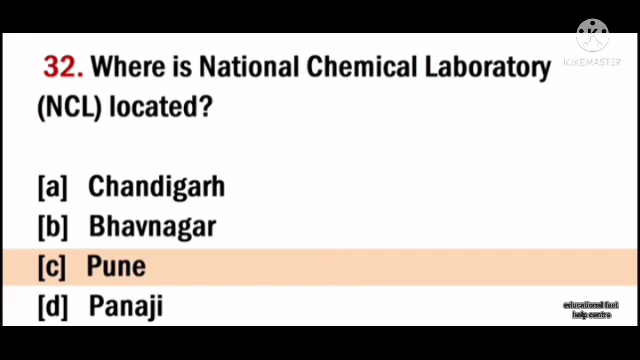 KINEMASTER
32. Where is National Chemical Laboratory
(NCL) located?
[a] Chandigarh
[b] Bhavnagar
[c] Pune
[d] Panaji
educational fast
help centre